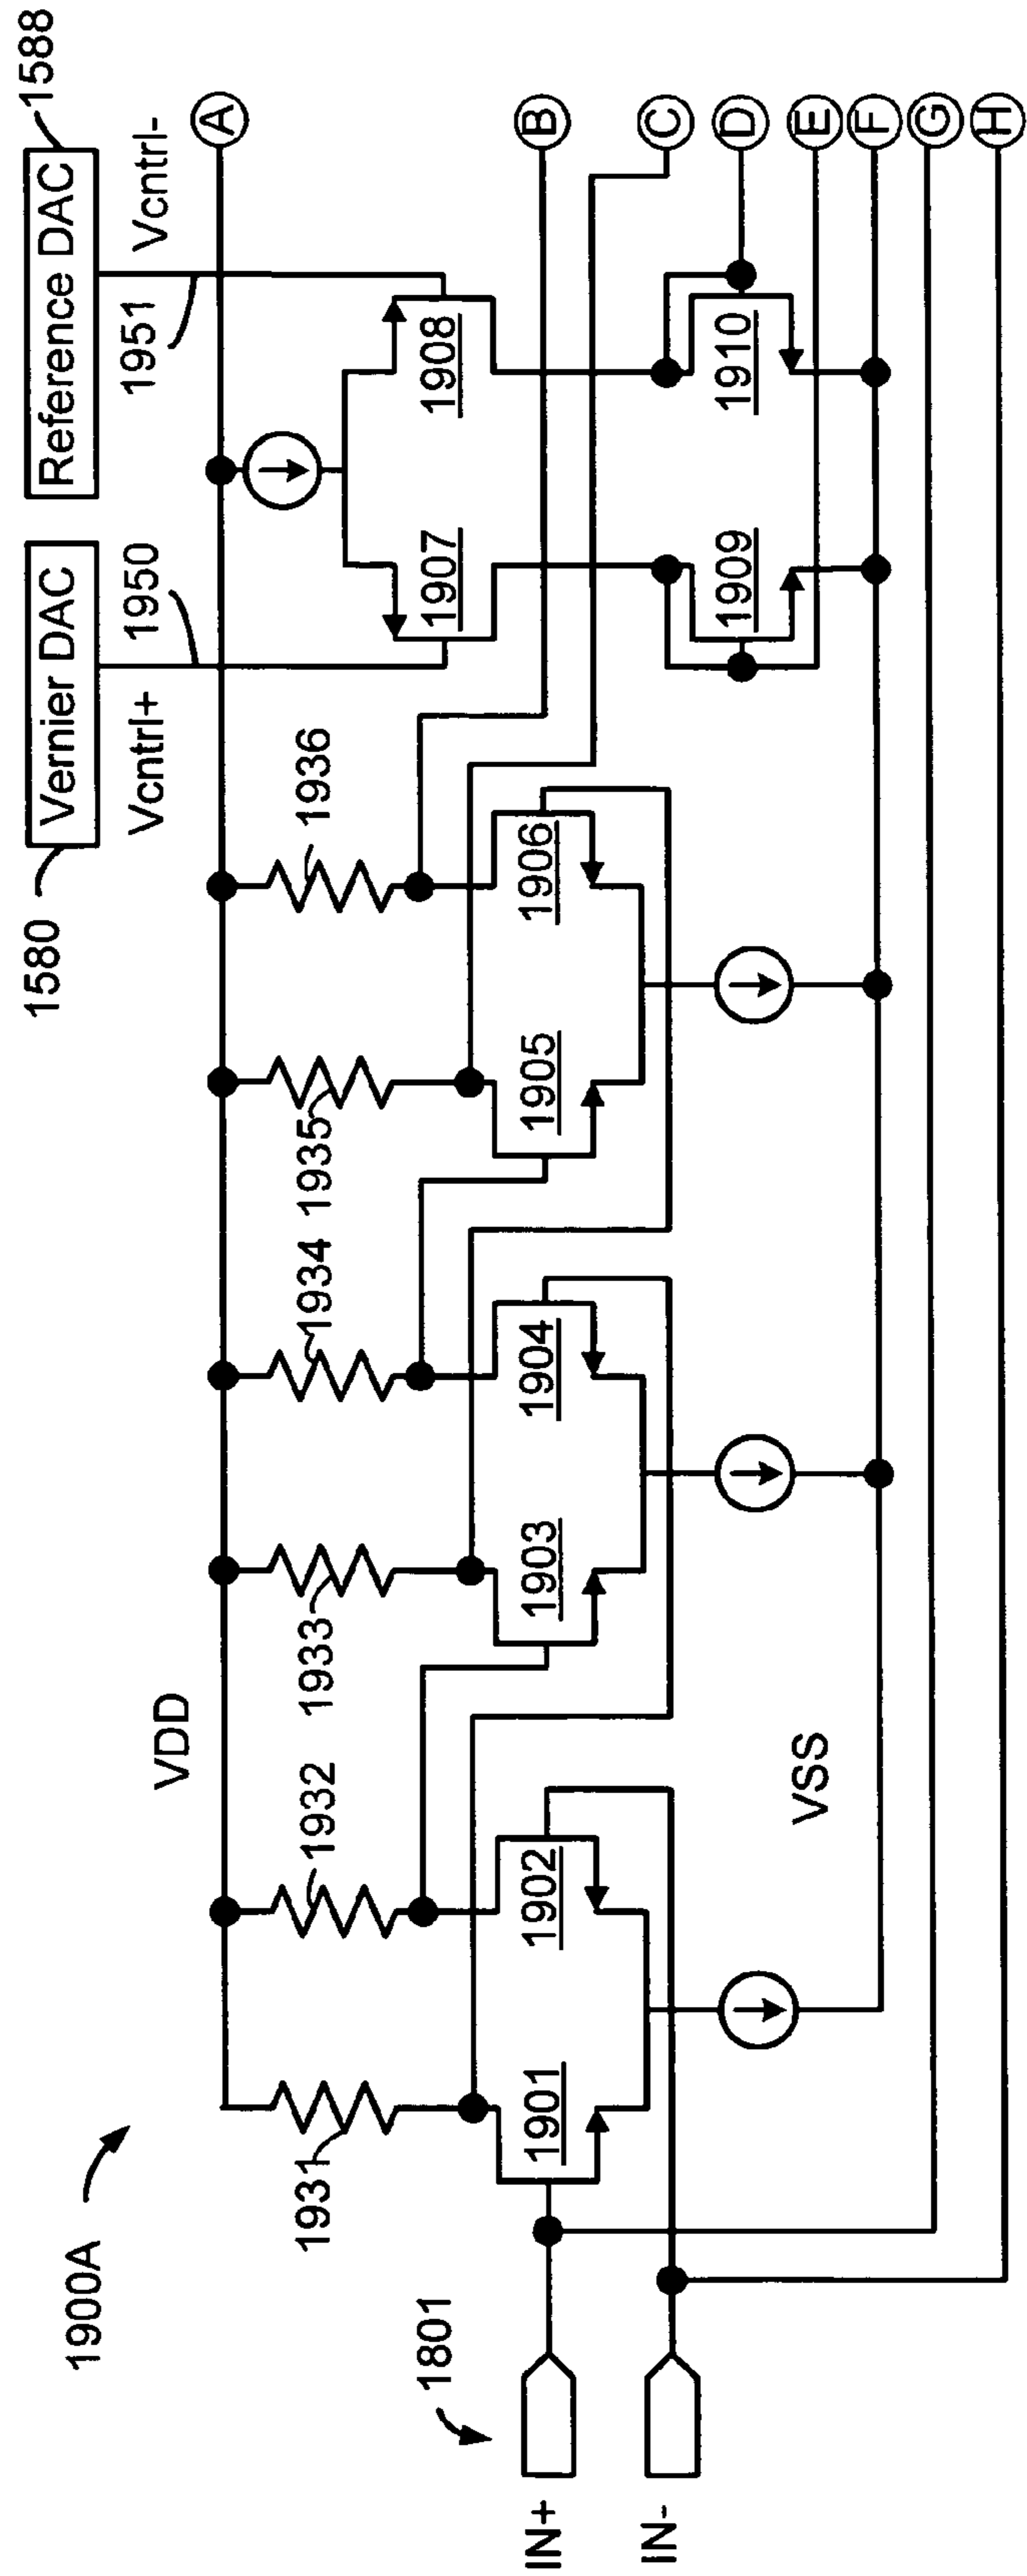 1580
Vernier DAC
Reference DAC
1588
Vcntrl+
1950
1951
Vcntrl-
1900A
VDD
A
1931
1932
1933
1934
1935
1936
1907
1908
B
C
1801
IN+
IN-
1901
1902
1903
1904
1905
1906
1909
1910
D
E
VSS
F
G
H